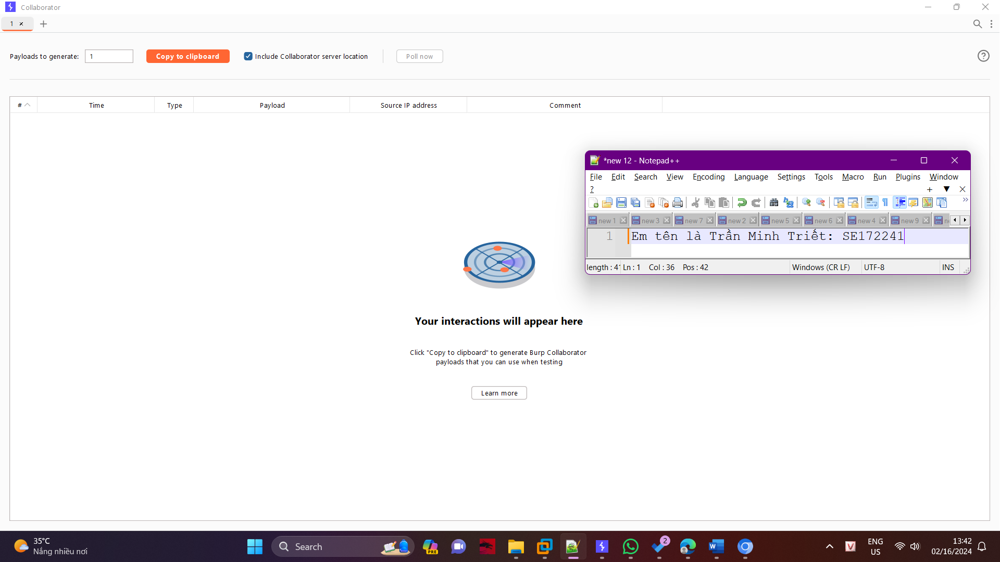 Collaborator
1
Payloads to generate: 1 Copy to clipboard Include Collaborator server location Poll now
# Time Type Payload Source IP address Comment
*new 12 - Notepad++
File Edit Search View Encoding Language Settings Tools Macro Run Plugins Window
?
new 1 new 3 new 7 new 2 new 5 new 6 new 4 new 9
1 Em tên là Trần Minh Triết: SE172241
length : 41 Ln : 1 Col : 36 Pos : 42 Windows (CR LF) UTF-8 INS
Your interactions will appear here
Click "Copy to clipboard" to generate Burp Collaborator
payloads that you can use when testing
Learn more
35°C
Nắng nhiều nơi
Search
PRE
2
ENG
US
13:42
02/16/2024